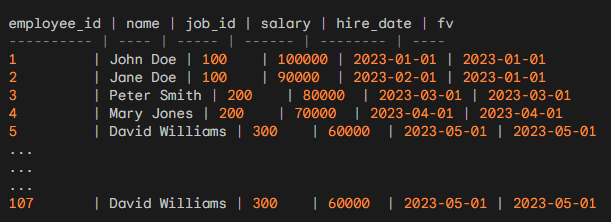 employee_id | name | job_id | salary | hire_date | fv
---------- | ---- | ----- | ------ | -------- | ----
1          | John Doe | 100    | 100000 | 2023-01-01 | 2023-01-01
2          | Jane Doe | 100    | 90000  | 2023-02-01 | 2023-02-01
3          | Peter Smith | 200    | 80000  | 2023-03-01 | 2023-03-01
4          | Mary Jones | 200    | 70000  | 2023-04-01 | 2023-04-01
5          | David Williams | 300    | 60000  | 2023-05-01 | 2023-05-01
...
...
...
107        | David Williams | 300    | 60000  | 2023-05-01 | 2023-05-01